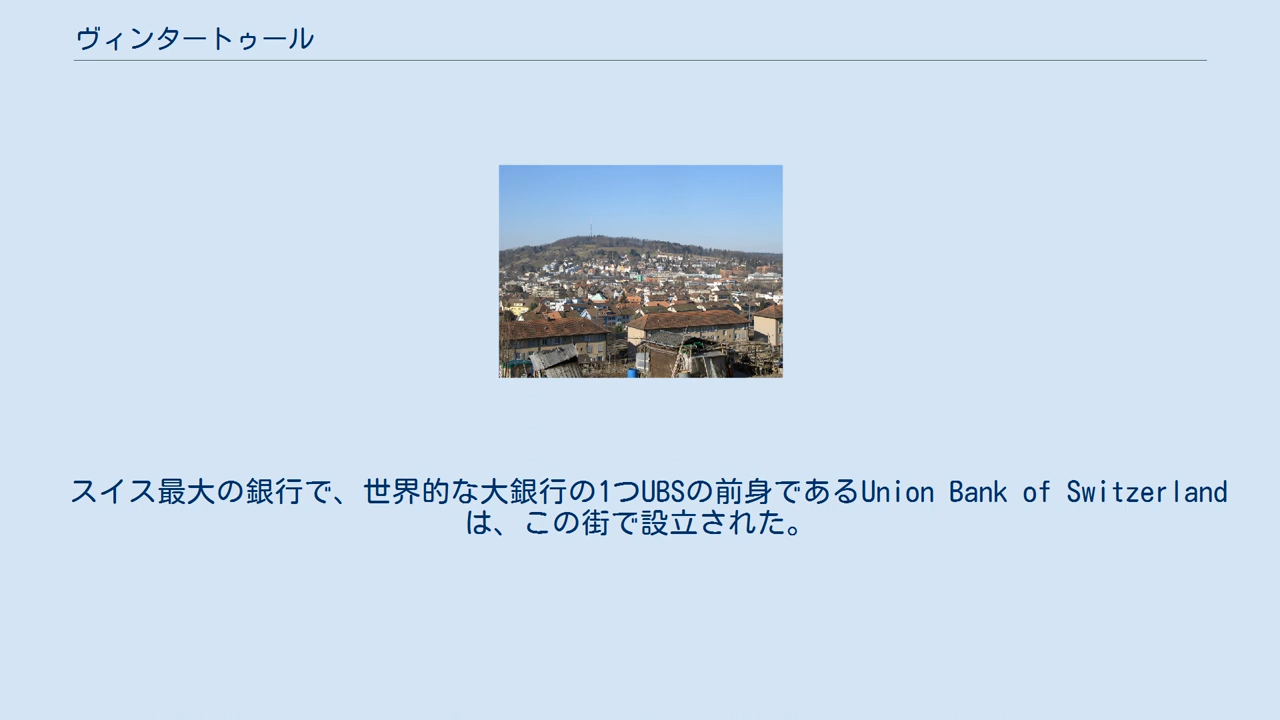 ヴィンタートゥール
スイス最大の銀行で、世界的な大銀行の1つUBSの前身であるUnion Bank of Switzerland
は、この街で設立された。